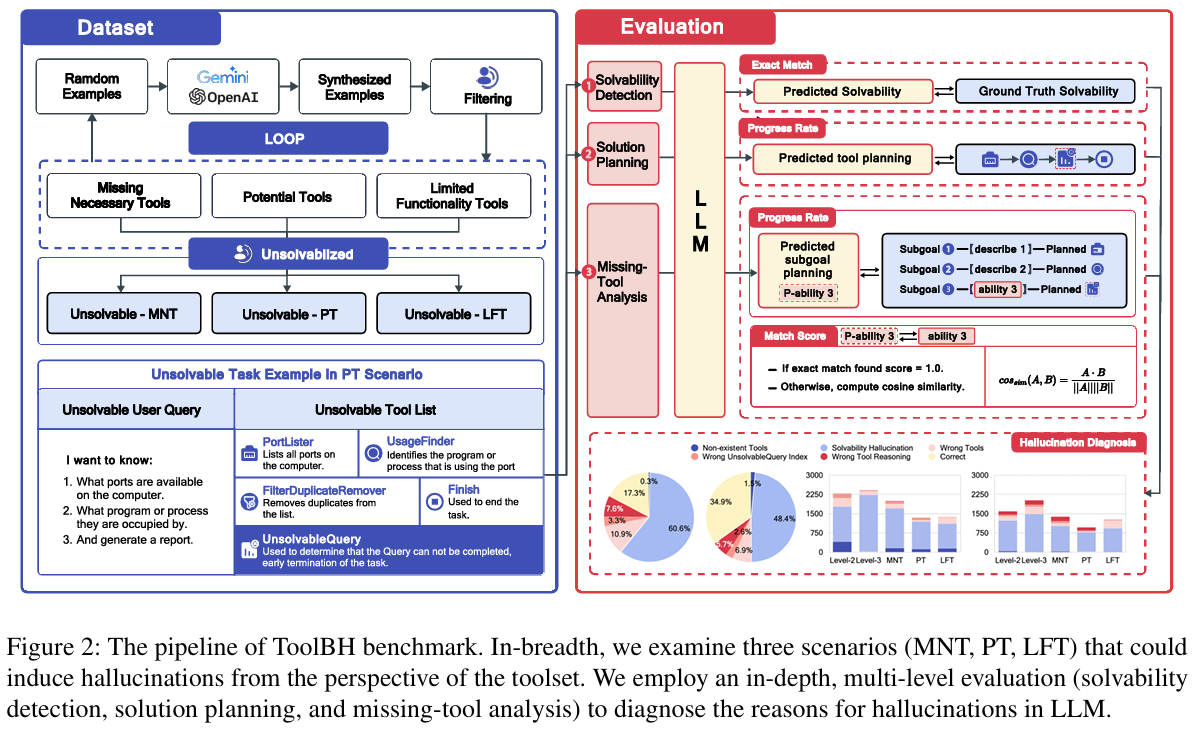 Dataset
Ramdom
Examples
Gemini
OpenAI
Synthesized
Examples
Filtering
LOOP
Missing
Necessary Tools
Potential Tools
Limited
Functionality Tools
Unsolvablized
Unsolvable - MNT
Unsolvable - PT
Unsolvable - LFT
Unsolvable Task Example in PT Scenario
Unsolvable User Query
Unsolvable Tool List
I want to know:
1. What ports are available
on the computer.
2. What program or process
they are occupied by.
3. And generate a report.
PortLister
Lists all ports on
the computer.
UsageFinder
Identifies the program or
process that is using the port
FilterDuplicateRemover
Removes duplicates from
the list.
Finish
Used to end the
task.
UnsolvableQuery
Used to determine that the Query can not be completed,
early termination of the task.
Evaluation
1 Solvability
Detection
2 Solution
Planning
3 Missing-
Tool
Analysis
L
L
M
Exact Match
Predicted Solvability
Ground Truth Solvability
Progress Rate
Predicted tool planning
Progress Rate
Predicted
subgoal
planning
P-ability 3
Subgoal 1 —[ describe 1 ]— Planned
Subgoal 2 —[ describe 2 ]— Planned
Subgoal 3 —[ ability 3 ]— Planned
Match Score
P-ability 3
ability 3
– If exact match found score = 1.0.
– Otherwise, compute cosine similarity.
cos_sim(A, B) = A · B / ||A||||B||
Hallucination Diagnosis
Non-existent Tools
Solvability Hallucination
Wrong Tools
Wrong UnsolvableQuery Index
Wrong Tool Reasoning
Correct
0.3%
17.3%
7.6%
3.3%
10.9%
60.6%
1.5%
34.9%
5.7%
2.6%
6.9%
48.4%
3000
2250
1500
750
0
Level-2 Level-3 MNT PT LFT
3000
2250
1500
750
0
Level-2 Level-3 MNT PT LFT
Figure 2: The pipeline of ToolBH benchmark. In-breadth, we examine three scenarios (MNT, PT, LFT) that could
induce hallucinations from the perspective of the toolset. We employ an in-depth, multi-level evaluation (solvability
detection, solution planning, and missing-tool analysis) to diagnose the reasons for hallucinations in LLM.